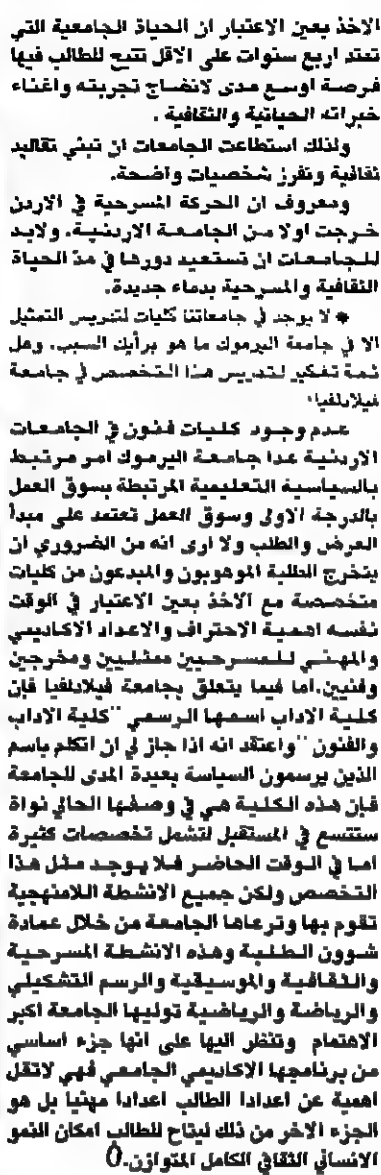 الاخذ بعين الاعتبار ان الحياة الجامعية التي
تمتد اربع سنوات على الاقل تتيح للطالب فيها
فرصة اوسع مدى لانضاج تجربته واغناء
خبراته الحياتية والثقافية .
ولذلك استطاعت الجامعات ان تبني تقاليد
ثقافية وتفرز شخصيات واضحة.
ومعروف ان الحركة المسرحية في الاردن
خرجت اولا من الجامعة الاردنية. ولابد
للجامعات ان تستعيد دورها في مدّ الحياة
الثقافية والمسرحية بدماء جديدة.
● لا يوجد في جامعاتنا كليات لتدريس التمثيل
الا في جامعة اليرموك ما هو برأيك السبب. وهل
ثمة تفكير لتدريس هذا التخصص في جامعة
فيلادلفيا؟
عدم وجود كليات فنون في الجامعات
الاردنية عدا جامعة اليرموك امر مرتبط
بالسياسية التعليمية المرتبطة بسوق العمل
بالدرجة الاولى وسوق العمل تعتمد على مبدأ
العرض والطلب ولا ارى انه من الضروري ان
يتخرج الطلبة الموهوبون والمبدعون من كليات
متخصصة مع الاخذ بعين الاعتبار في الوقت
نفسه اهمية الاحتراف والاعداد الاكاديمي
والمهني للمسرحيين ممثلين ومخرجين
وفنيين.اما فيما يتعلق بجامعة فيلادلفيا فإن
كلية الاداب اسمها الرسمي "كلية الاداب
والفنون "واعتقد انه اذا جاز لي ان اتكلم باسم
الذين يرسمون السياسة بعيدة المدى للجامعة
فإن هذه الكلية هي في وصفها الحالي نواة
ستتسع في المستقبل لتشمل تخصصات كثيرة
اما في الوقت الحاضر فلا يوجد مثل هذا
التخصص ولكن جميع الانشطة اللامنهجية
تقوم بها وترعاها الجامعة من خلال عمادة
شوون الطلبة وهذه الانشطة المسرحية
والثقافية والموسيقية والرسم التشكيلي
والرياضة والرياضية توليها الجامعة اكبر
الاهتمام وتنظر اليها على انها جزء اساسي
من برنامجها الاكاديمي الجامعي فهي لاتقل
اهمية عن اعدادا الطالب اعدادا مهنيا بل هو
الجزء الاخر من ذلك ليتاح للطالب امكان النمو
الانساني الثقافي الكامل المتوازن.